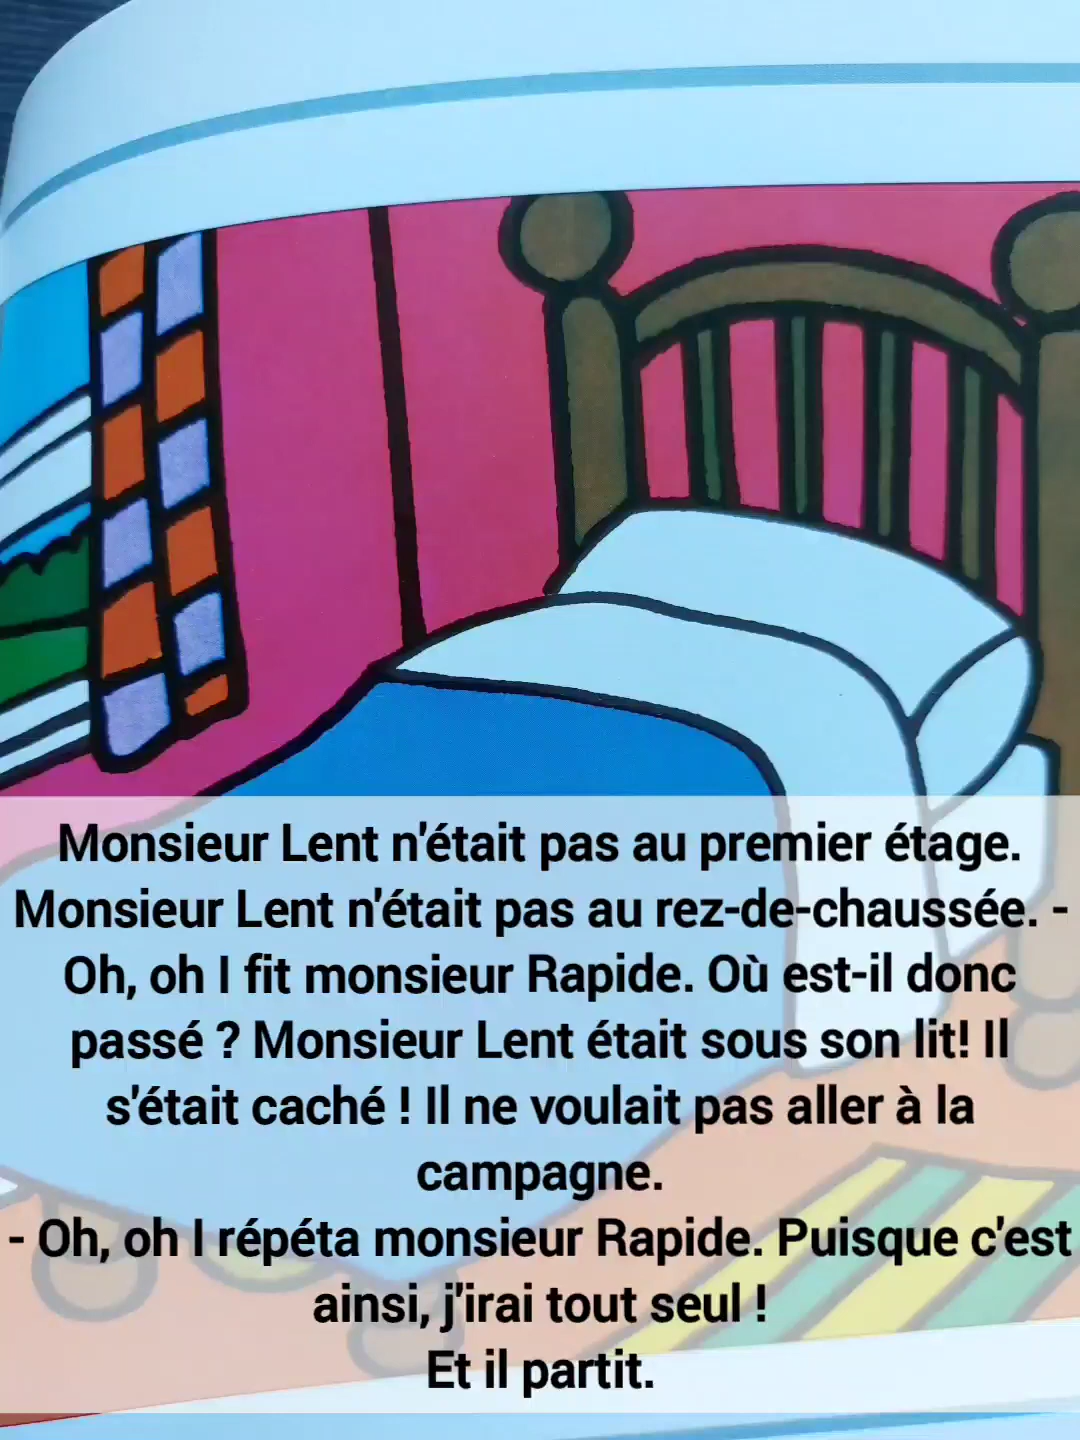 Monsieur Lent n'était pas au premier étage.
Monsieur Lent n'était pas au rez-de-chaussée. -
Oh, oh I fit monsieur Rapide. Où est-il donc
passé ? Monsieur Lent était sous son lit! Il
s'était caché ! Il ne voulait pas aller à la
campagne.
- Oh, oh I répéta monsieur Rapide. Puisque c'est
ainsi, j'irai tout seul !
Et il partit.